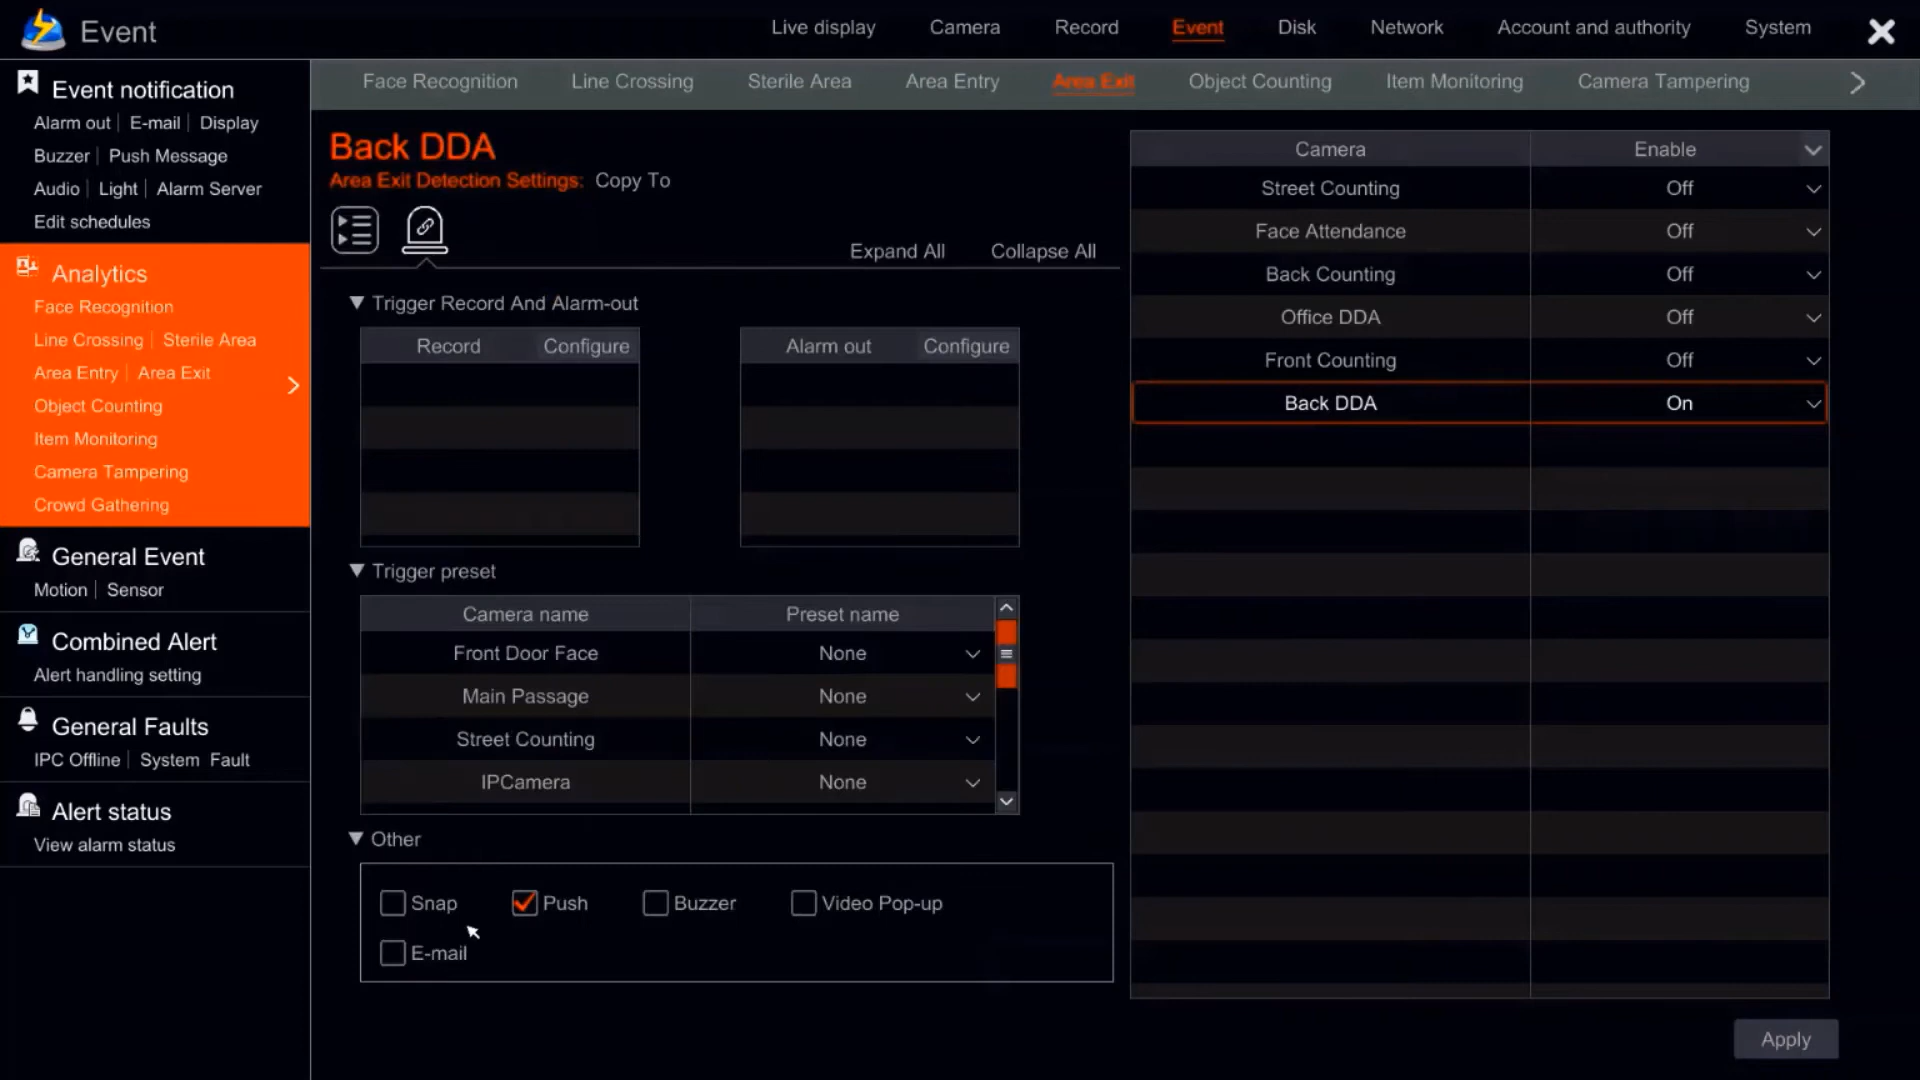 Event
Live display Camera Record Event Disk Network Account and authority System
Event notification
Alarm out | E-mail | Display
Buzzer | Push Message
Audio | Light | Alarm Server
Edit schedules
Analytics
Face Recognition
Line Crossing | Sterile Area
Area Entry | Area Exit
Object Counting
Item Monitoring
Camera Tampering
Crowd Gathering
General Event
Motion | Sensor
Combined Alert
Alert handling setting
General Faults
IPC Offline | System Fault
Alert status
View alarm status
Face Recognition Line Crossing Sterile Area Area Entry Area Exit Object Counting Item Monitoring Camera Tampering
Back DDA
Area Exit Detection Settings: Copy To
Expand All Collapse All
Trigger Record And Alarm-out
Record Configure Alarm out Configure
Trigger preset
Camera name Preset name
Front Door Face None
Main Passage None
Street Counting None
IPCamera None
Other
Snap Push Buzzer Video Pop-up
E-mail
Camera Enable
Street Counting Off
Face Attendance Off
Back Counting Off
Office DDA Off
Front Counting Off
Back DDA On
Apply